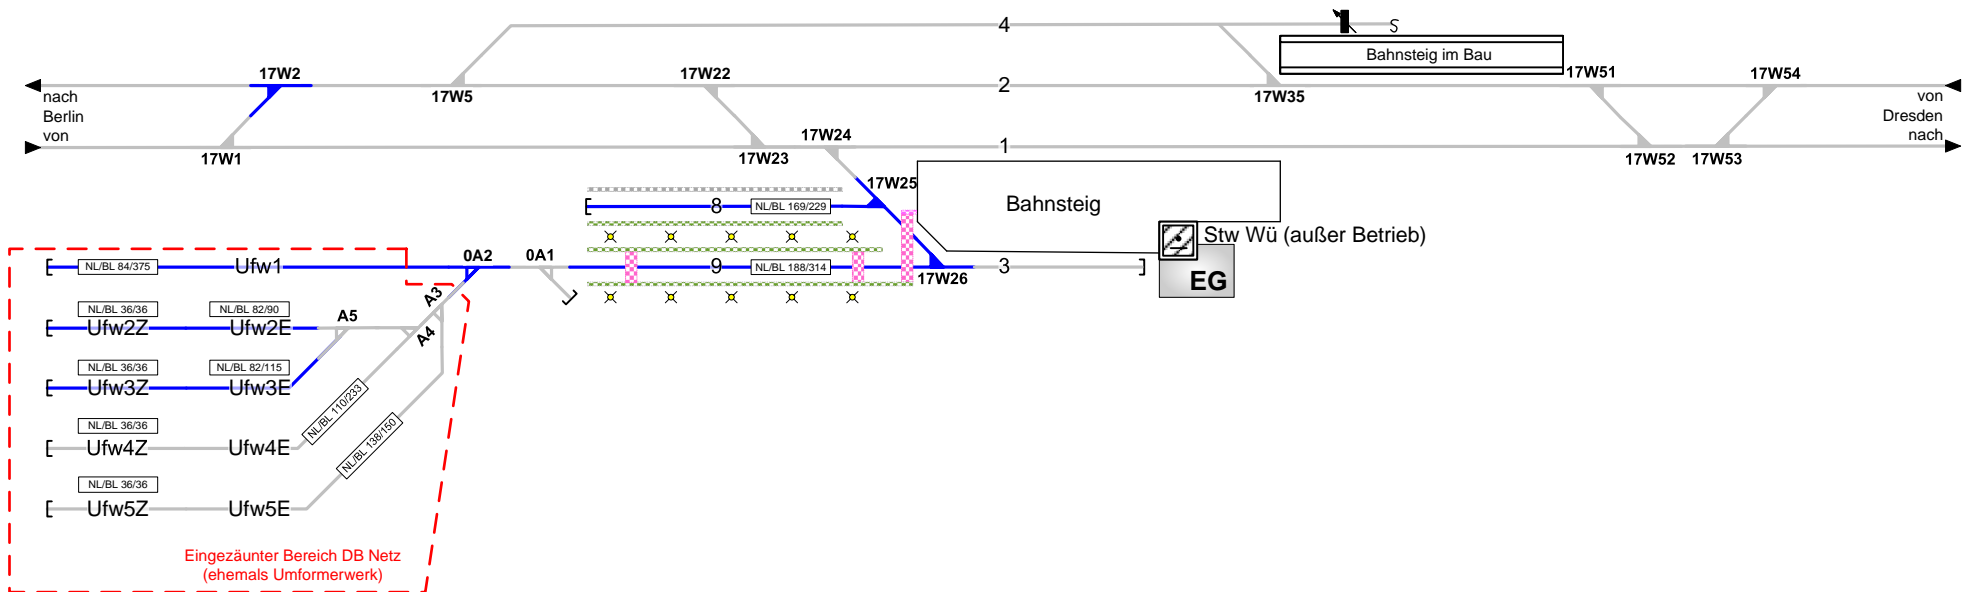 4
S
Bahnsteig im Bau
17W2
17W22
17W51
17W54
nach
Berlin
von
17W5
2
17W35
von
Dresden
nach
17W24
17W1
17W23
1
17W52
17W53
17W25
8
NL/BL 169/229
Bahnsteig
Stw Wü (außer Betrieb)
0A2
0A1
NL/BL 84/375
Ufw1
9
NL/BL 188/314
17W26
3
EG
A3
NL/BL 36/36
NL/BL 82/90
Ufw2Z
Ufw2E
A5
A4
NL/BL 36/36
NL/BL 82/115
Ufw3Z
Ufw3E
NL/BL 110/233
NL/BL 36/36
Ufw4Z
Ufw4E
NL/BL 138/150
NL/BL 36/36
Ufw5Z
Ufw5E
Eingezäunter Bereich DB Netz
(ehemals Umformerwerk)